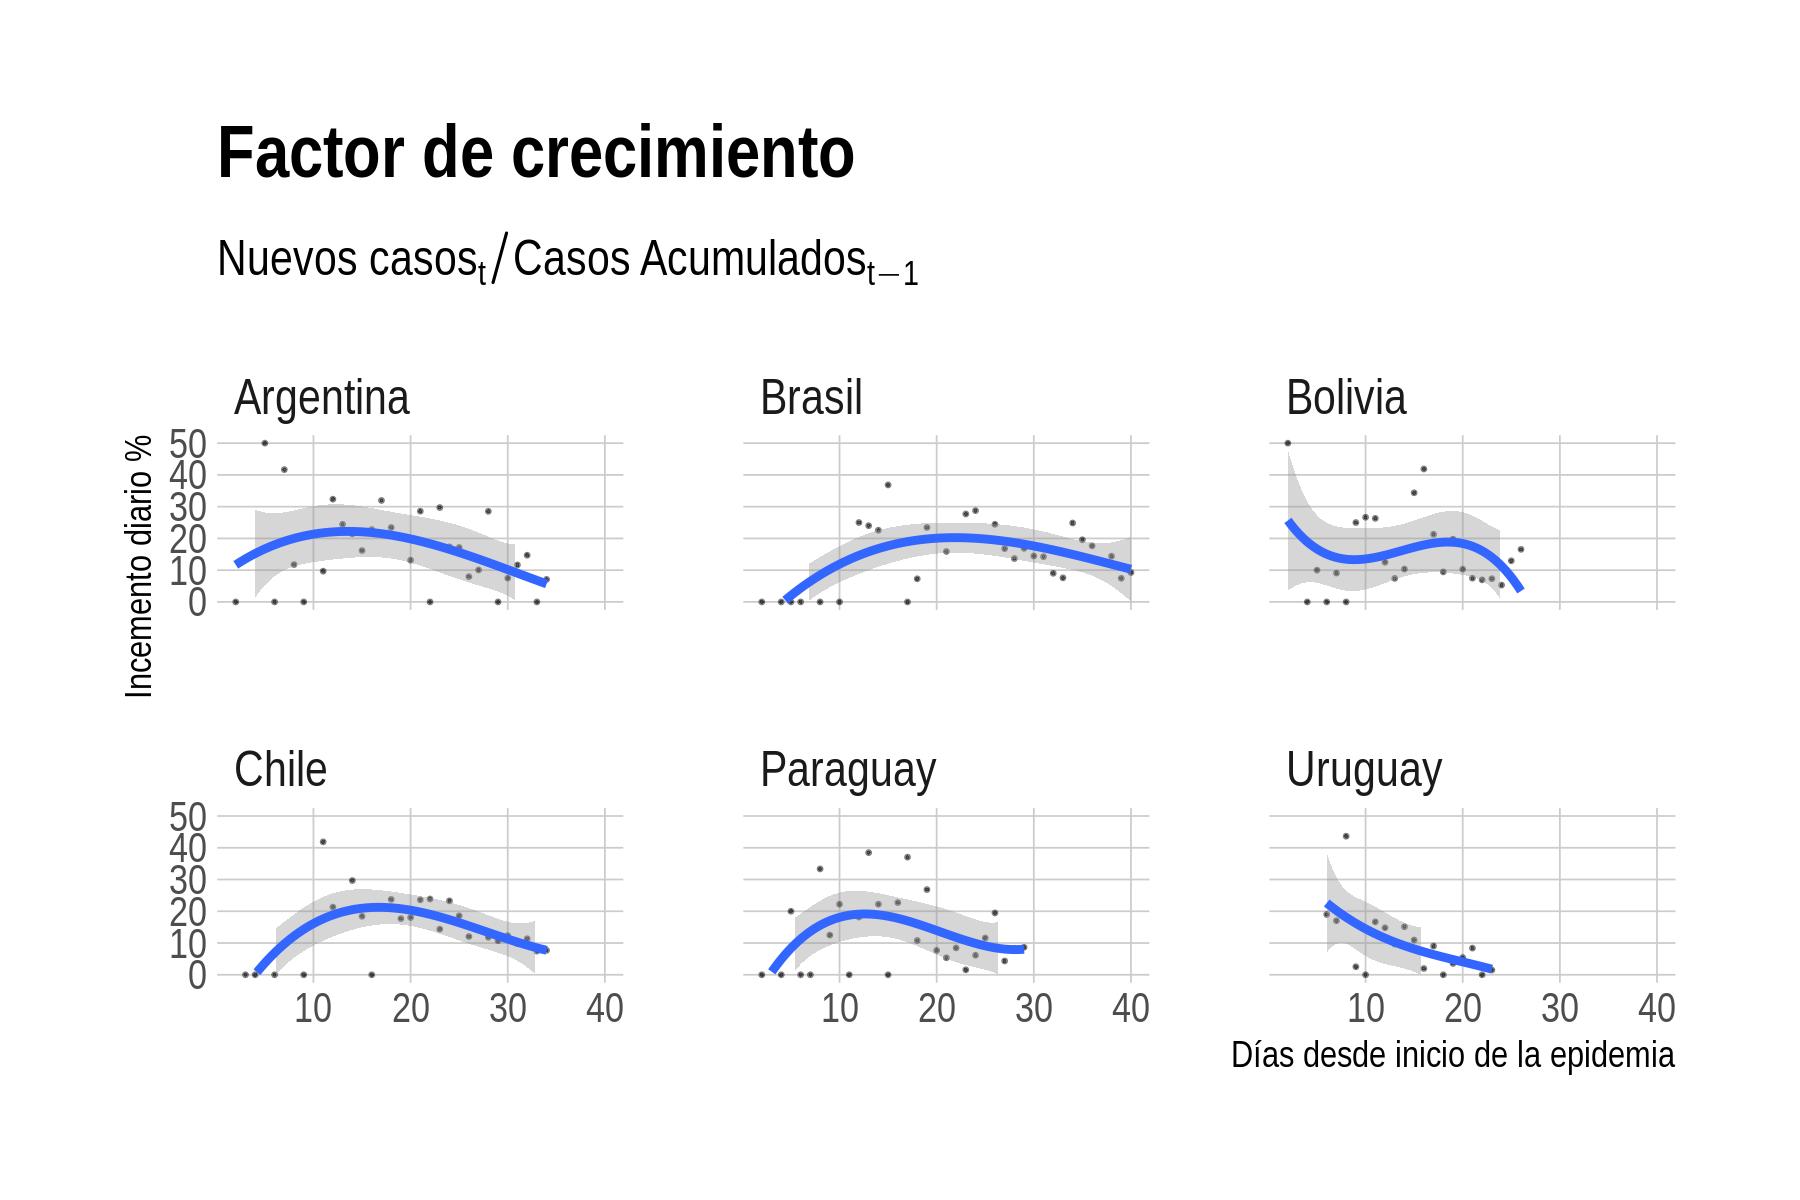 Factor de crecimiento
Nuevos casos_t/Casos Acumulados_t−1
Argentina
Brasil
Bolivia
50
40
30
20
10
0
Incemento diario %
Chile
Paraguay
Uruguay
50
40
30
20
10
0
10 20 30 40
10 20 30 40
10 20 30 40
Días desde inicio de la epidemia